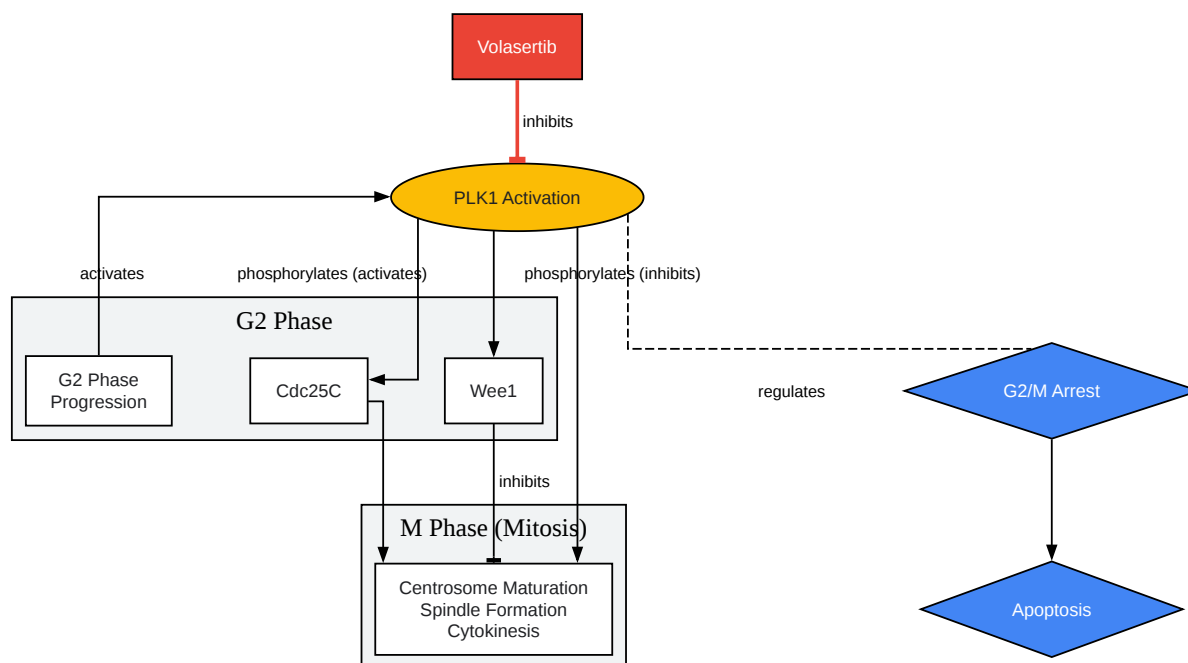 Volasertib
inhibits
PLK1 Activation
activates
phosphorylates (activates)
phosphorylates (inhibits)
G2 Phase
G2 Phase
Progression
Cdc25C
Wee1
regulates
G2/M Arrest
inhibits
M Phase (Mitosis)
Centrosome Maturation
Spindle Formation
Cytokinesis
Apoptosis